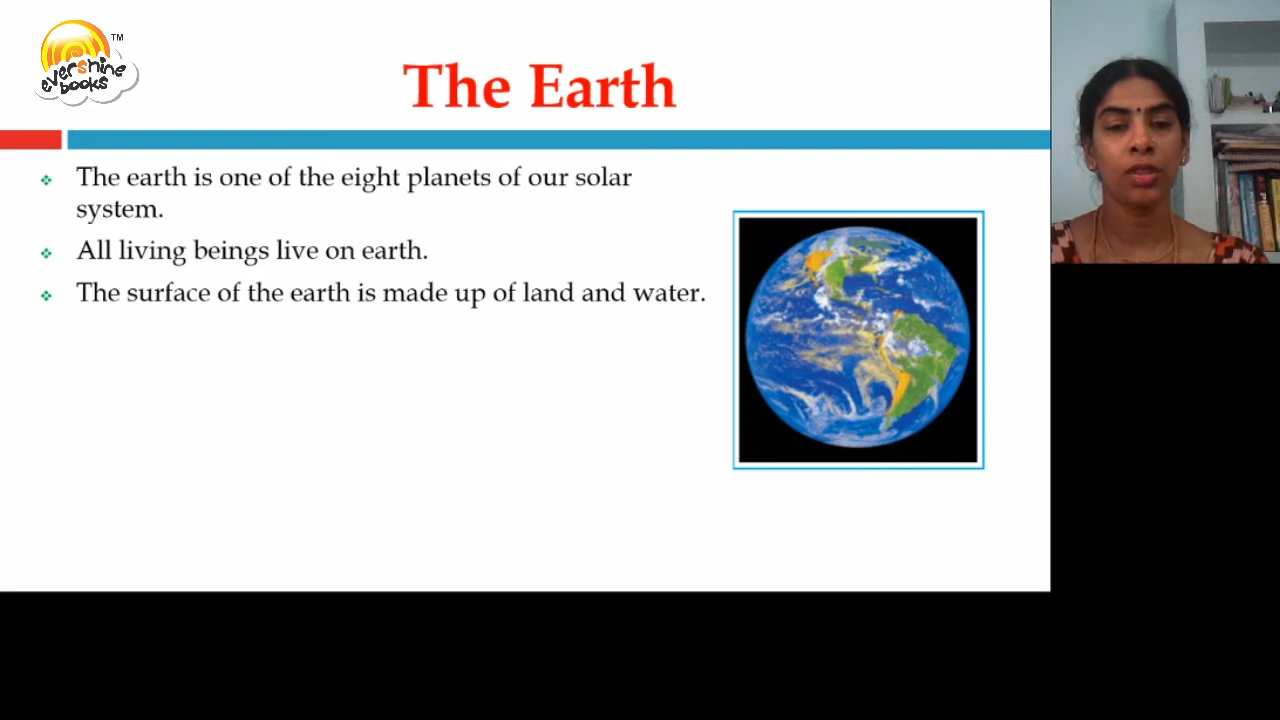 evershine
books
TM
The Earth
The earth is one of the eight planets of our solar
system.
All living beings live on earth.
The surface of the earth is made up of land and water.